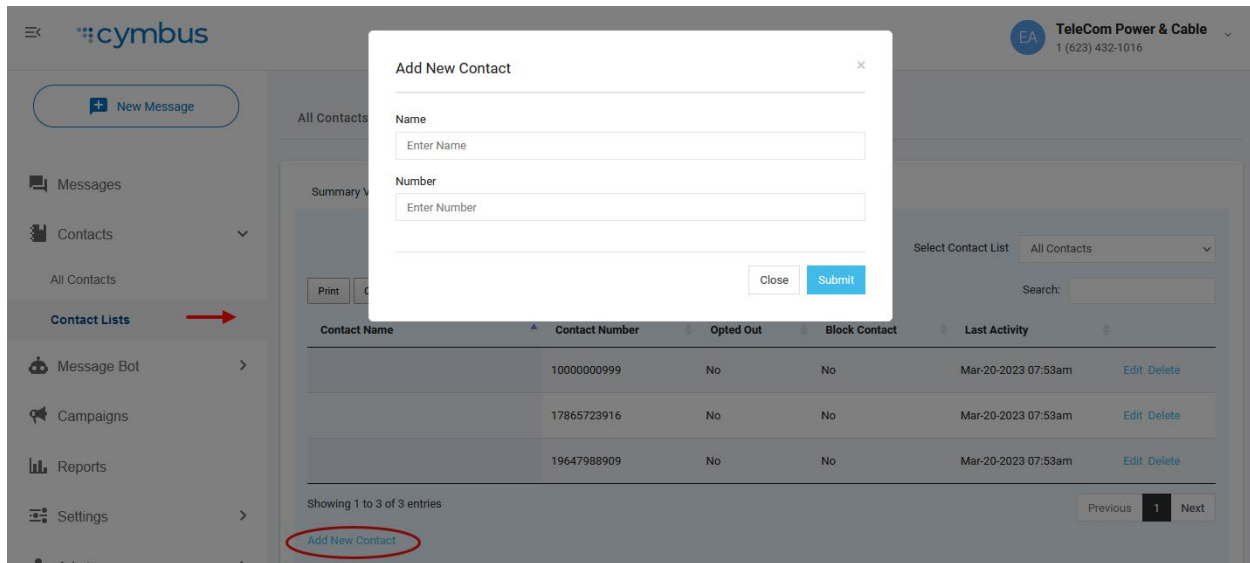 cymbus
TeleCom Power & Cable
EA
1 (623) 432-1016
Add New Contact
×
New Message
All Contacts
Name
Enter Name
Messages
Summary
Number
Enter Number
Contacts
Select Contact List All Contacts
All Contacts
Print
Close Submit
Search:
Contact Lists
Contact Name Contact Number Opted Out Block Contact Last Activity
Message Bot
10000000999 No No Mar-20-2023 07:53am Edit Delete
Campaigns
17865723916 No No Mar-20-2023 07:53am Edit Delete
Reports
19647988909 No No Mar-20-2023 07:53am Edit Delete
Settings
Showing 1 to 3 of 3 entries
Previous 1 Next
Add New Contact